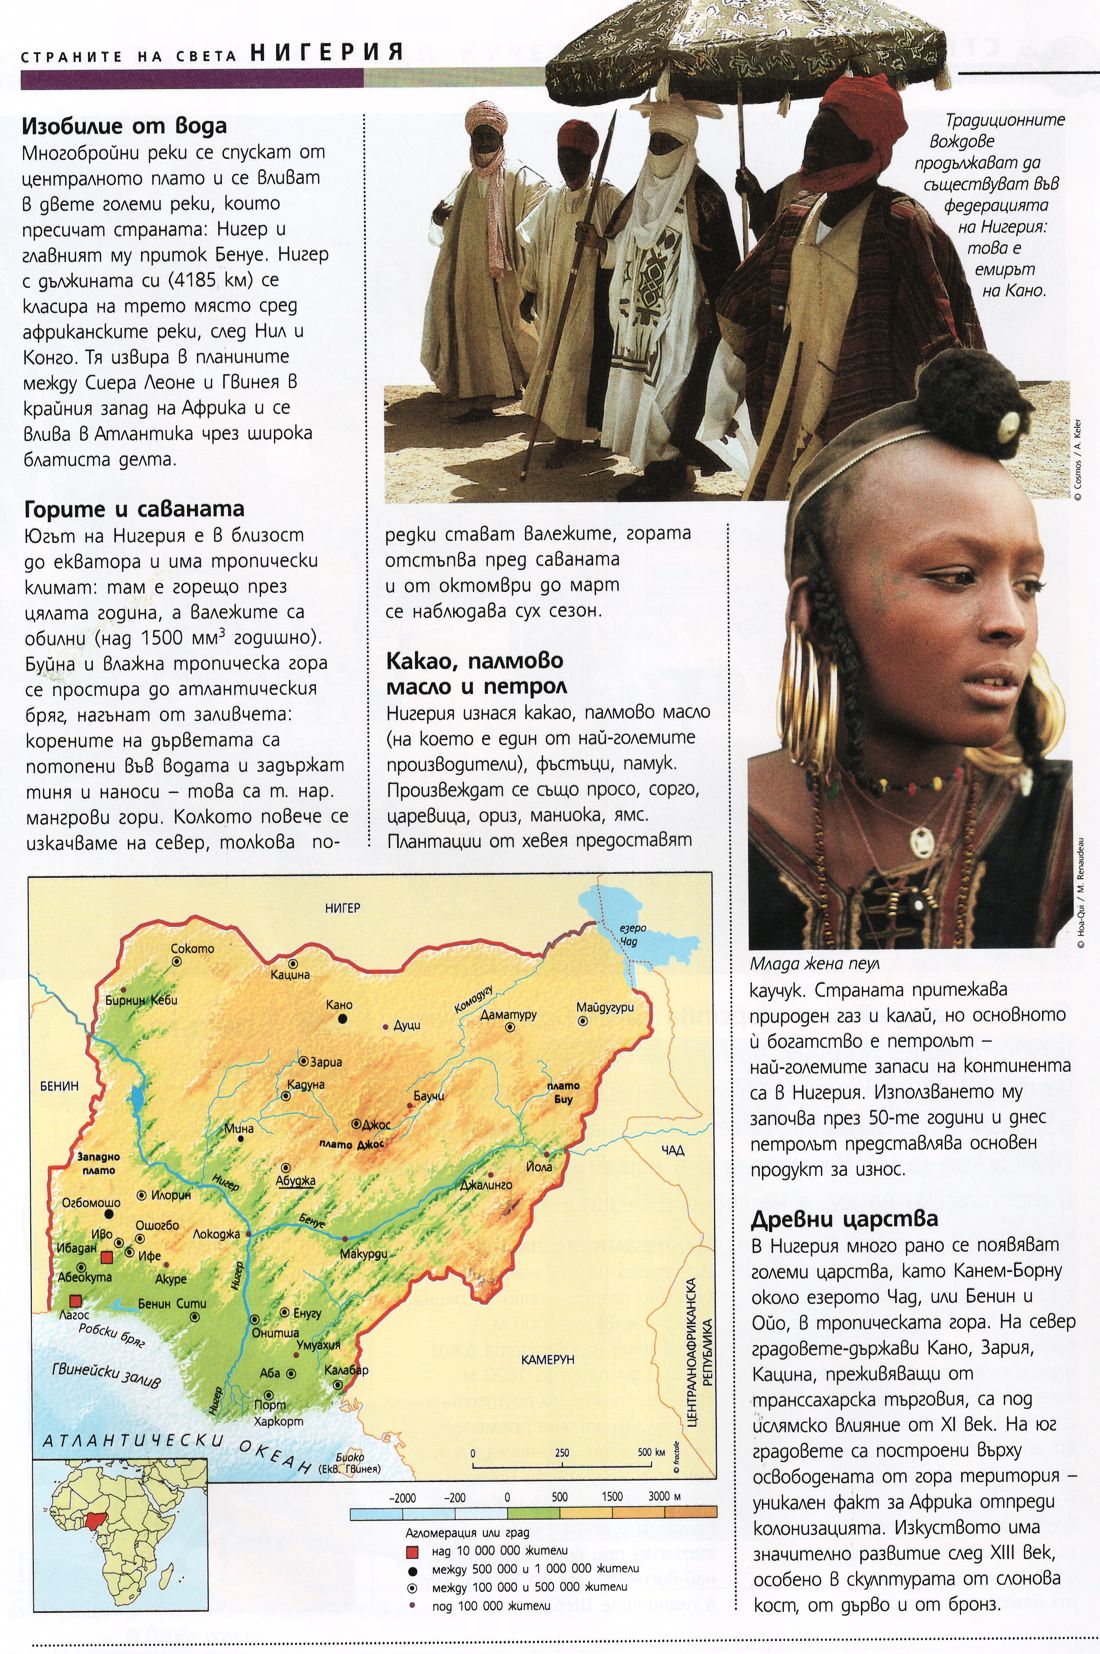 СТРАНИТЕ НА СВЕТА НИГЕРИЯ
Изобилие от вода
Многобройни реки се спускат от
централното плато и се вливат
в двете големи реки, които
пресичат страната: Нигер и
главният му приток Бенуе. Нигер
с дължината си (4185 км) се
класира на трето място сред
африканските реки, след Нил и
Конго. Тя извира в планините
между Сиера Леоне и Гвинея в
крайния запад на Африка и се
влива в Атлантика чрез широка
блатиста делта.
Горите и саваната
Югът на Нигерия е в близост
до екватора и има тропически
климат: там е горещо през
цялата година, а валежите са
обилни (над 1500 мм³ годишно).
Буйна и влажна тропическа гора
се простира до атлантическия
бряг, нагънат от заливчета:
корените на дърветата са
потопени във водата и задържат
тиня и наноси – това са т. нар.
мангрови гори. Колкото повече се
изкачваме на север, толкова по-
редки стават валежите, гората
отстъпва пред саваната
и от октомври до март
се наблюдава сух сезон.
Какао, палмово
масло и петрол
Нигерия изнася какао, палмово масло
(на което е един от най-големите
производители), фъстъци, памук.
Произвеждат се също просо, сорго,
царевица, ориз, маниока, ямс.
Плантации от хевея предоставят
Традиционните
вождове
продължават да
съществуват във
федерацията
на Нигерия:
това е
емирът
на Кано.
© Cosmos / A. Keler
© Hoa-Qui / M. Renaudeau
Млада жена пеул
каучук. Страната притежава
природен газ и калай, но основното
ѝ богатство е петролът –
най-големите запаси на континента
са в Нигерия. Използването му
започва през 50-те години и днес
петролът представлява основен
продукт за износ.
Древни царства
В Нигерия много рано се появяват
големи царства, като Канем-Борну
около езерото Чад, или Бенин и
Ойо, в тропическата гора. На север
градовете-държави Кано, Зария,
Кацина, преживяващи от
транссахарска търговия, са под
ислямско влияние от XI век. На юг
градовете са построени върху
освободената от гора територия –
уникален факт за Африка отпреди
колонизацията. Изкуството има
значително развитие след XIII век,
особено в скулптурата от слонова
кост, от дърво и от бронз.
НИГЕР
езеро
Чад
Сокото
Кацина
Бирнин Кеби
Кано
Дуци
Комадугу
Даматуру
Майдугури
Зариа
Кадуна
БЕНИН
Баучи
плато
Биу
Мина
Джос
плато Джос
ЧАД
Западно
плато
Абуджа
Йола
Джалинго
Нигер
Илорин
Огбомошо
Бенуе
Ошогбо
Иво
Локоджа
Ибадан
Ифе
Макурди
Абеокута
Акуре
Нигер
Лагос
Бенин Сити
Енугу
Онитша
Робски бряг
Умуахия
Гвинейски залив
Аба
Калабар
КАМЕРУН
ЦЕНТРАЛНОАФРИКАНСКА
РЕПУБЛИКА
Нигер
Порт
Харкорт
АТЛАНТИЧЕСКИ ОКЕАН
Биоко
(Екв. Гвинея)
0 250 500 км
© fractale
−2000 −200 0 500 1500 3000 м
Агломерация или град
над 10 000 000 жители
между 500 000 и 1 000 000 жители
между 100 000 и 500 000 жители
под 100 000 жители